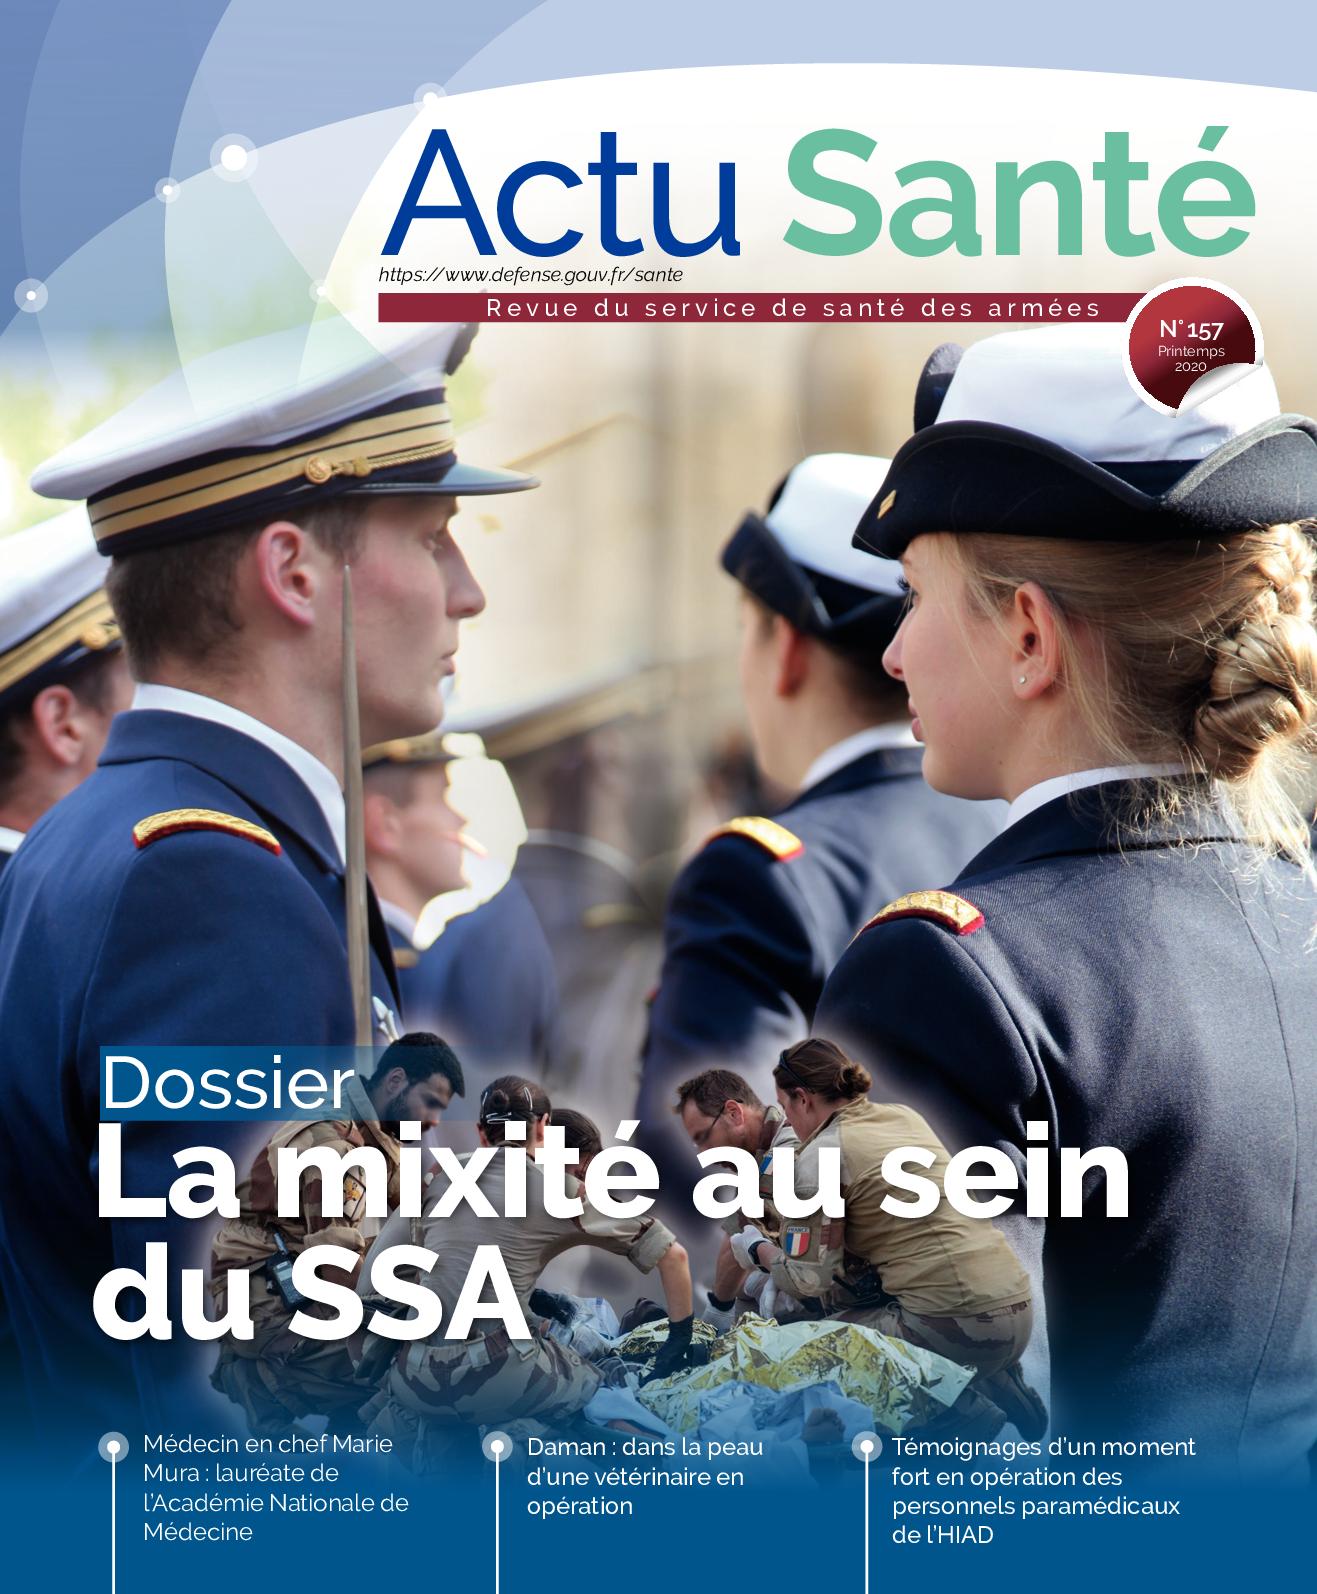 Actu Santé
https://www.defense.gouv.fr/sante
Revue du service de santé des armées
N°157
Printemps
2020
Dossier
La mixité au sein
du SSA
FRANCE
Médecin en chef Marie
Mura : lauréate de
l'Académie Nationale de
Médecine
Daman : dans la peau
d'une vétérinaire en
opération
Témoignages d'un moment
fort en opération des
personnels paramédicaux
de l'HIAD